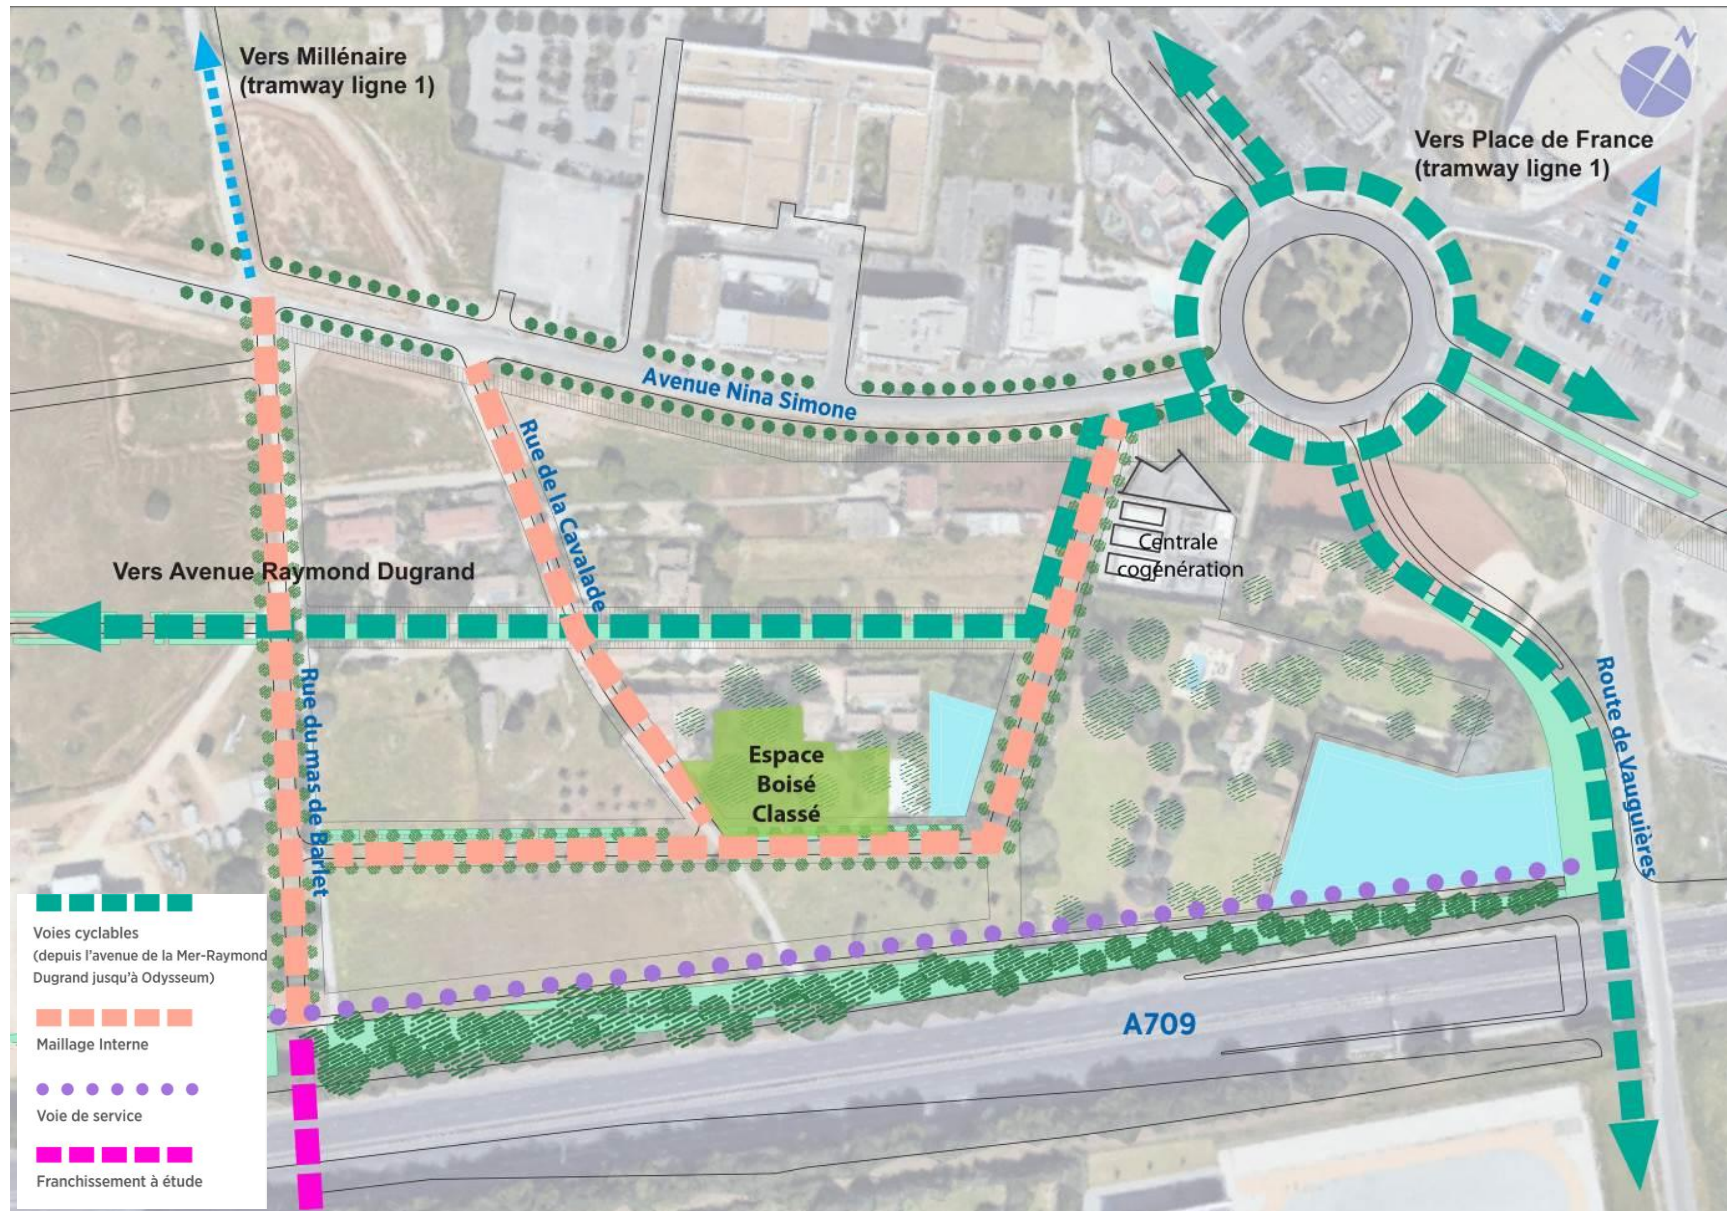 Vers Millénaire
(tramway ligne 1)
N
Vers Place de France
(tramway ligne 1)
Avenue Nina Simone
Rue de la Cavalade
Centrale
cogénération
Vers Avenue Raymond Dugrand
Rue du mas de Barlet
Route de Vauguières
Espace
Boisé
Classé
A709
Voies cyclables
(depuis l'avenue de la Mer-Raymond
Dugrand jusqu'à Odysseum)
Maillage Interne
Voie de service
Franchissement à étude